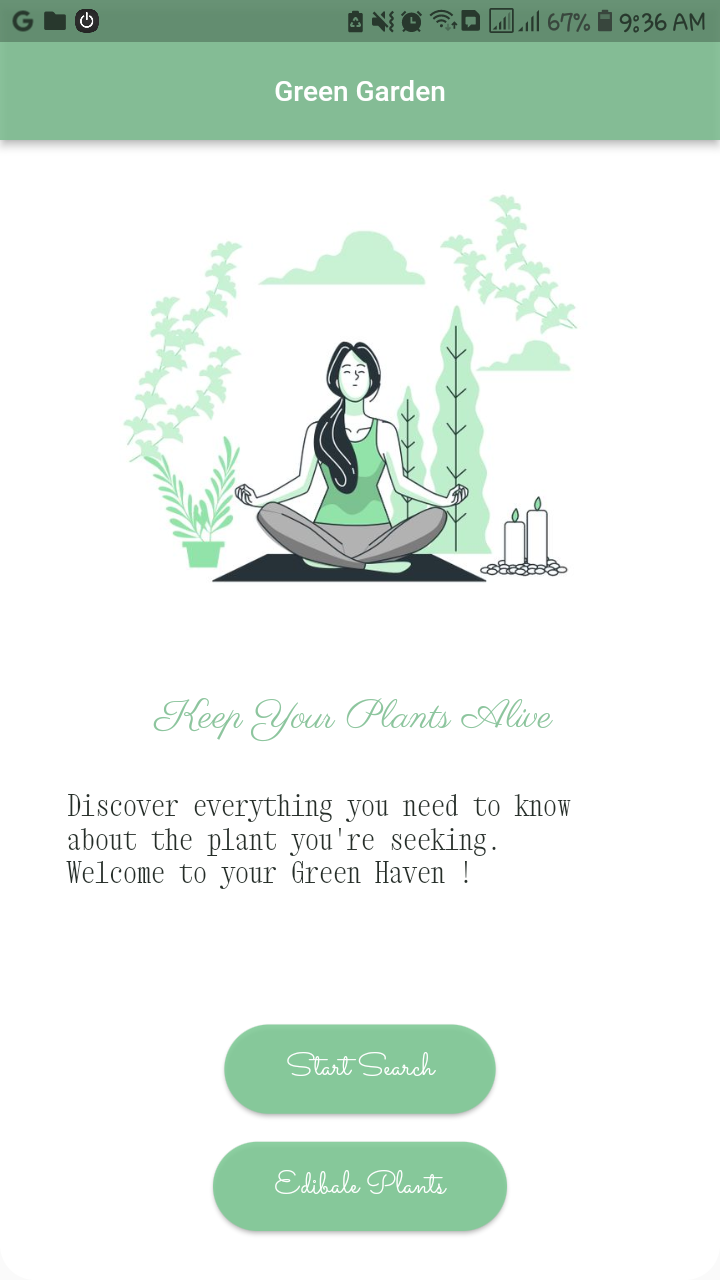 67% 9:36 AM
Green Garden
Keep Your Plants Alive
Discover everything you need to know
about the plant you're seeking.
Welcome to your Green Haven !
Start Search
Edibale Plants